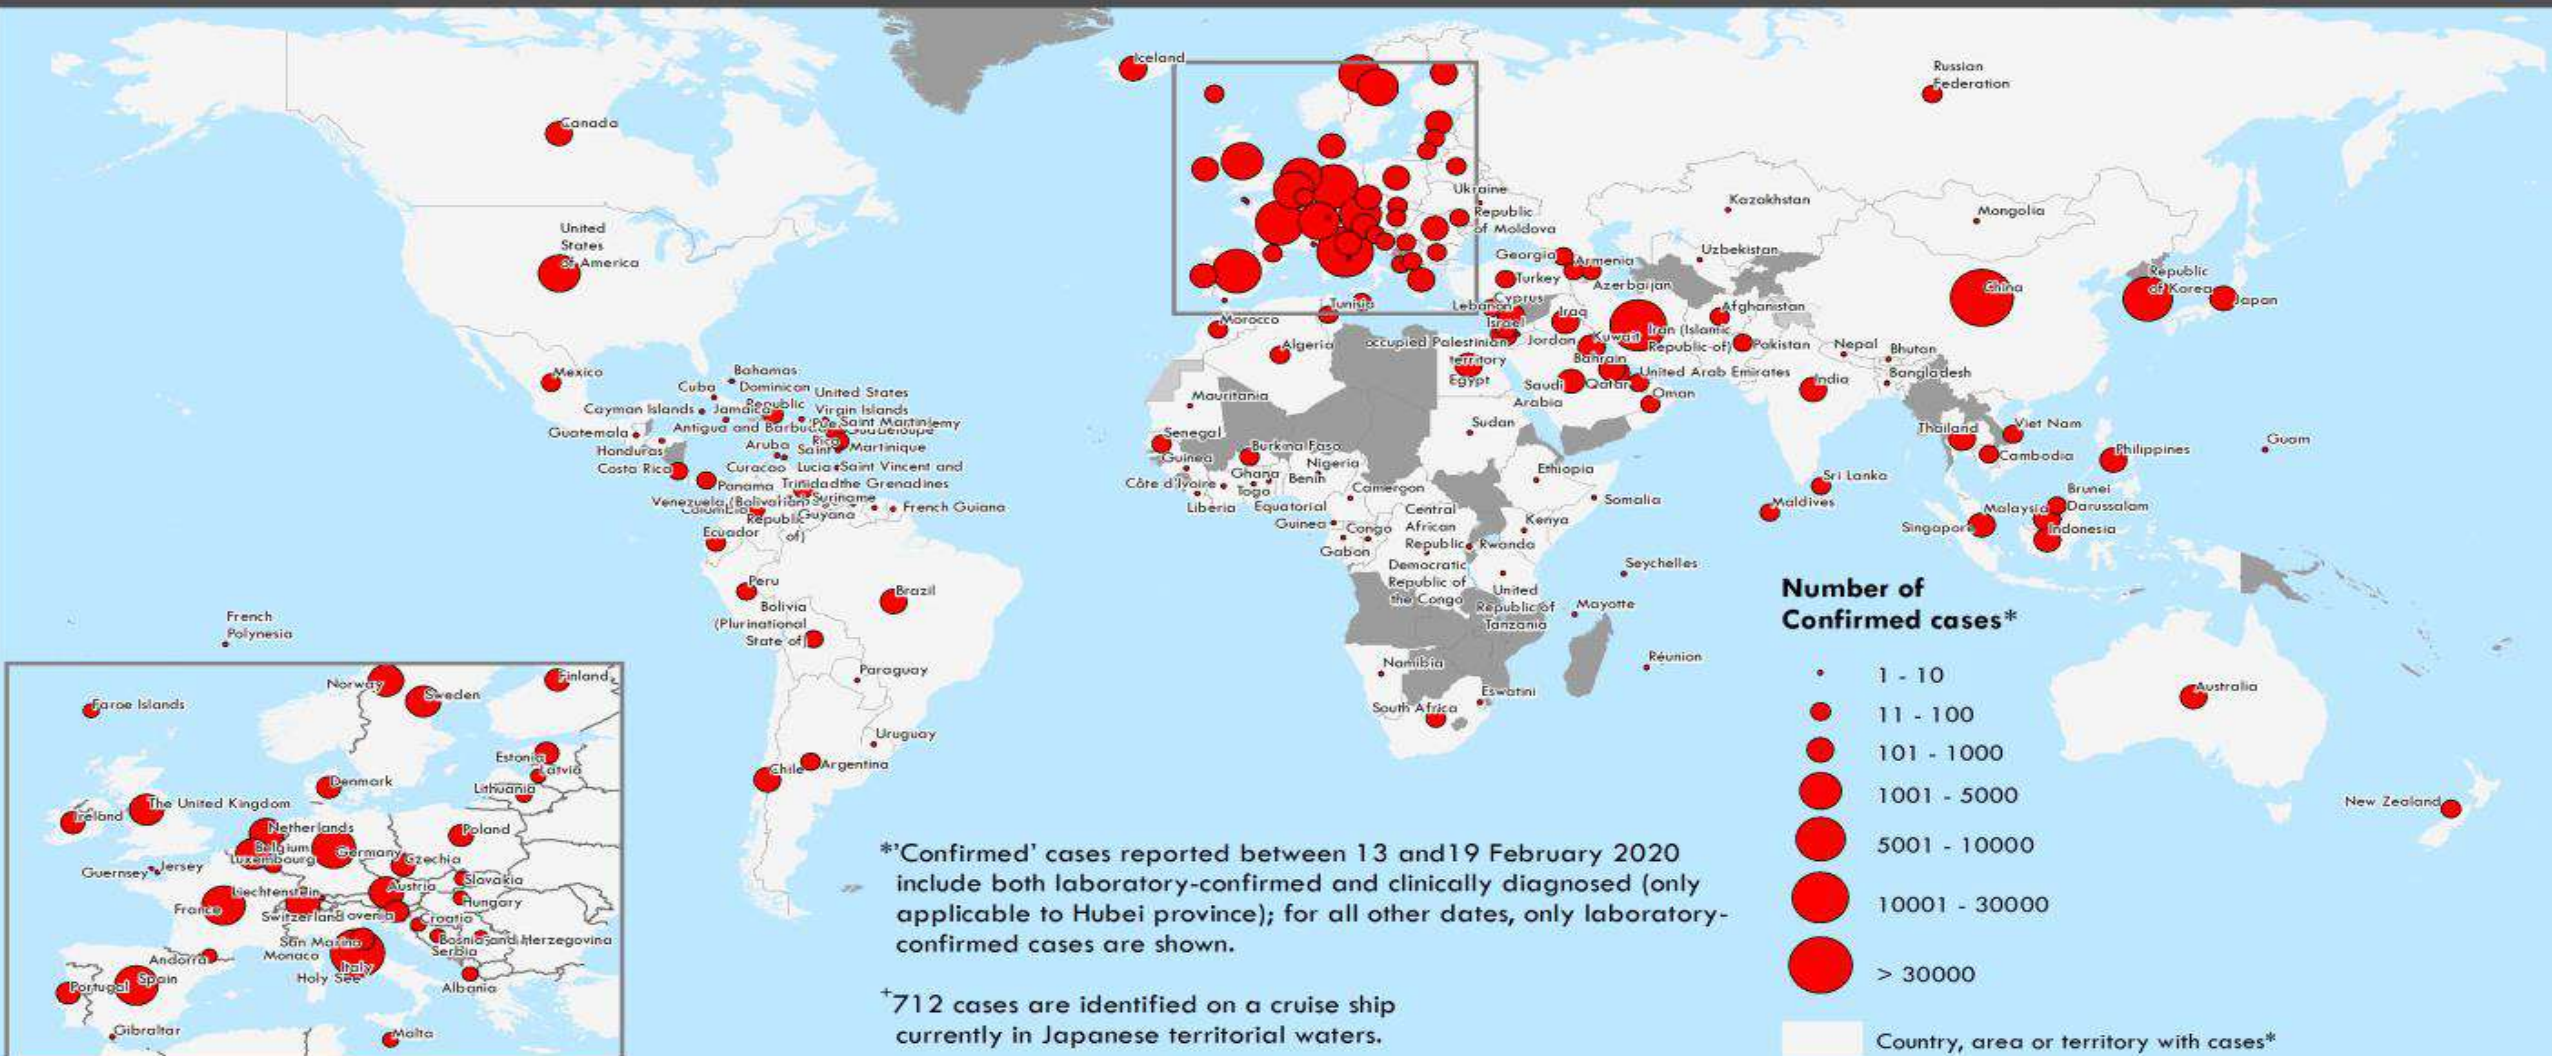 Iceland
Russian
Federation
Canada
United
States
of America
Mexico
Bahamas
Cuba
Dominican
Republic
United States
Virgin Islands
Cayman Islands
Jamaica
Saint Martin
Antigua and Barbuda
Guadeloupe
Guatemala
Rico
Martinique
Honduras
Aruba
Saint
Lucia
Costa Rica
Curacao
Saint Vincent and
the Grenadines
Panama
Trinidad
Venezuela (Bolivarian
Republic
of)
Suriname
Colombia
Guyana
French Guiana
Ecuador
Peru
Brazil
Bolivia
(Plurinational
State of)
French
Polynesia
Paraguay
Uruguay
Chile
Argentina
Ukraine
Republic
of Moldova
Georgia
Armenia
Turkey
Azerbaijan
Cyprus
Lebanon
Israel
Iraq
Tunisia
Morocco
Algeria
occupied Palestinian
territory
Jordan
Kuwait
Iran (Islamic
Republic of)
Bahrain
Egypt
Saudi
Arabia
Qatar
United Arab Emirates
Oman
Kazakhstan
Mongolia
Uzbekistan
Afghanistan
Pakistan
Nepal
Bhutan
Bangladesh
India
China
Republic
of Korea
Japan
Mauritania
Senegal
Burkina Faso
Sudan
Guinea
Ghana
Nigeria
Côte d'Ivoire
Togo
Benin
Ethiopia
Liberia
Equatorial
Guinea
Cameroon
Somalia
Central
African
Republic
Congo
Kenya
Gabon
Rwanda
Democratic
Republic of
the Congo
Seychelles
United
Republic of
Tanzania
Mayotte
Réunion
Namibia
Eswatini
South Africa
Thailand
Viet Nam
Guam
Cambodia
Philippines
Sri Lanka
Maldives
Brunei
Darussalam
Malaysia
Singapore
Indonesia
Australia
New Zealand
Norway
Sweden
Finland
Faroe Islands
Estonia
Latvia
Denmark
Lithuania
The United Kingdom
Ireland
Netherlands
Poland
Belgium
Germany
Luxembourg
Czechia
Guernsey
Jersey
Slovakia
Liechtenstein
Austria
Hungary
France
Switzerland
Croatia
San Marino
Bosnia and Herzegovina
Serbia
Monaco
Andorra
Italy
Holy See
Spain
Portugal
Albania
Gibraltar
Malta
*'Confirmed' cases reported between 13 and19 February 2020
include both laboratory-confirmed and clinically diagnosed (only
applicable to Hubei province); for all other dates, only laboratory-
confirmed cases are shown.
+712 cases are identified on a cruise ship
currently in Japanese territorial waters.
Number of
Confirmed cases*
1 - 10
11 - 100
101 - 1000
1001 - 5000
5001 - 10000
10001 - 30000
> 30000
Country, area or territory with cases*